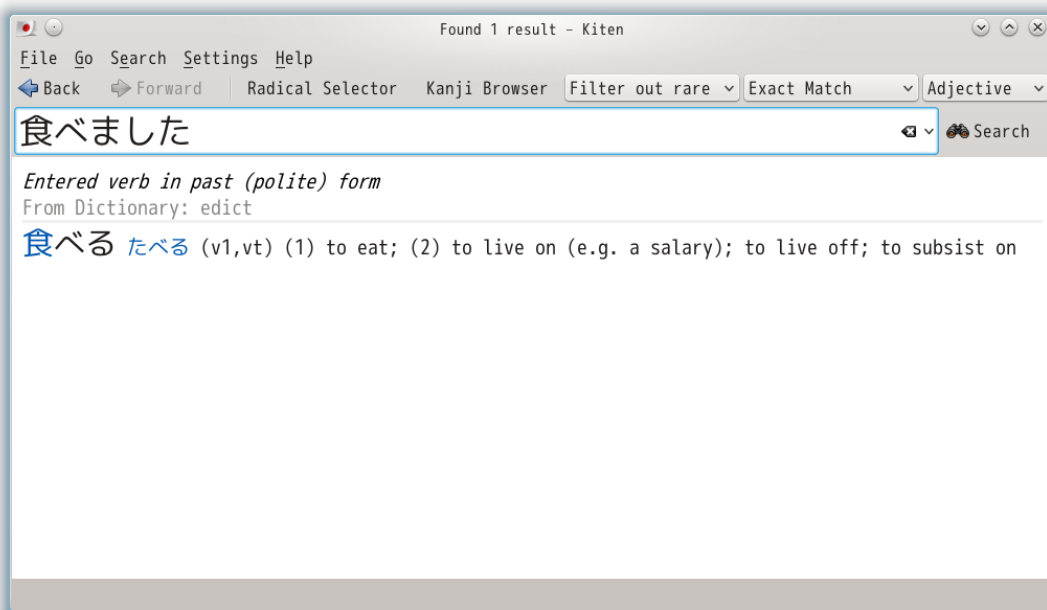 Found 1 result – Kiten
File Go Search Settings Help
Back Forward Radical Selector Kanji Browser Filter out rare Exact Match Adjective
食べました Search
Entered verb in past (polite) form
From Dictionary: edict
食べる たべる (v1,vt) (1) to eat; (2) to live on (e.g. a salary); to live off; to subsist on